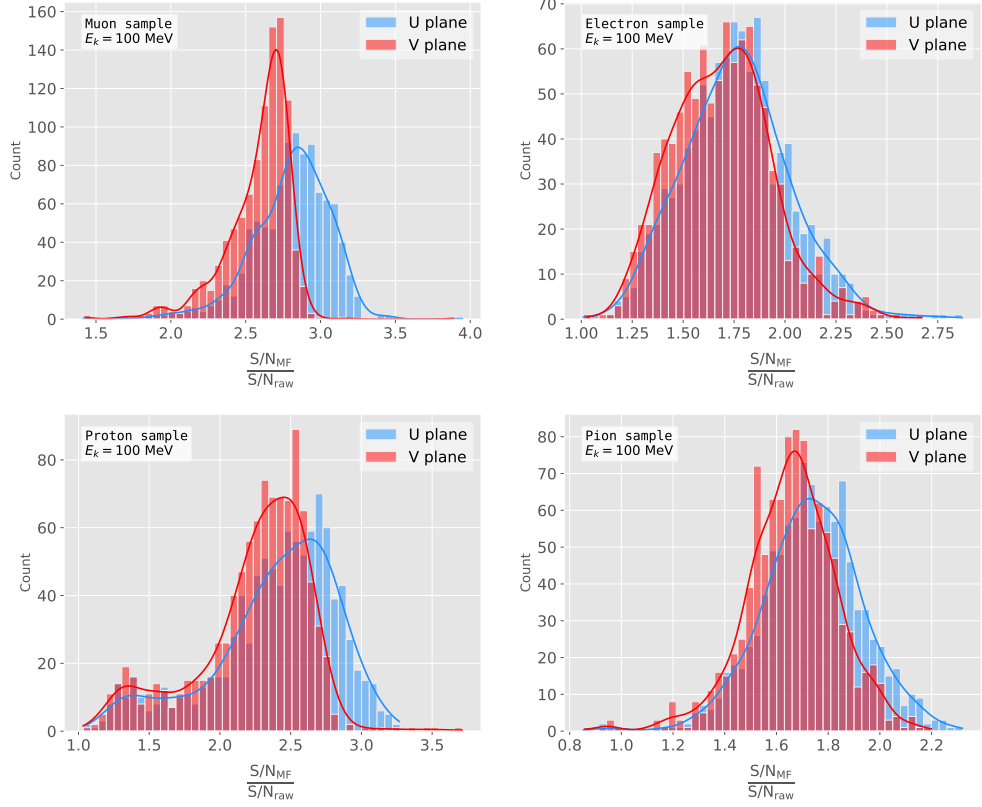 Muon sample
E_k = 100 MeV
U plane
V plane
160
140
120
100
80
60
40
20
0
Count
1.5 2.0 2.5 3.0 3.5 4.0
S/N_MF
S/N_raw
Electron sample
E_k = 100 MeV
U plane
V plane
70
60
50
40
30
20
10
0
Count
1.00 1.25 1.50 1.75 2.00 2.25 2.50 2.75
S/N_MF
S/N_raw
Proton sample
E_k = 100 MeV
U plane
V plane
80
60
40
20
0
Count
1.0 1.5 2.0 2.5 3.0 3.5
S/N_MF
S/N_raw
Pion sample
E_k = 100 MeV
U plane
V plane
80
70
60
50
40
30
20
10
0
Count
0.8 1.0 1.2 1.4 1.6 1.8 2.0 2.2
S/N_MF
S/N_raw